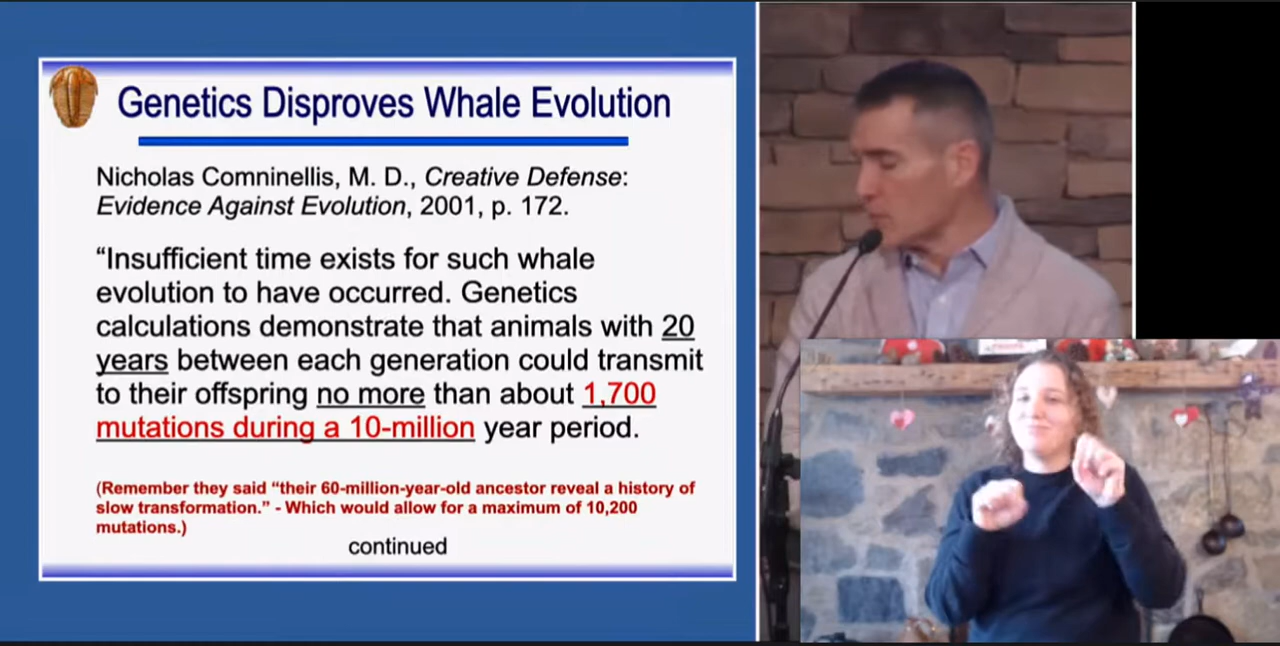 Genetics Disproves Whale Evolution
Nicholas Comninellis, M. D., Creative Defense:
Evidence Against Evolution, 2001, p. 172.
“Insufficient time exists for such whale
evolution to have occurred. Genetics
calculations demonstrate that animals with 20
years between each generation could transmit
to their offspring no more than about 1,700
mutations during a 10-million year period.
(Remember they said “their 60-million-year-old ancestor reveal a history of
slow transformation.” - Which would allow for a maximum of 10,200
mutations.)
continued